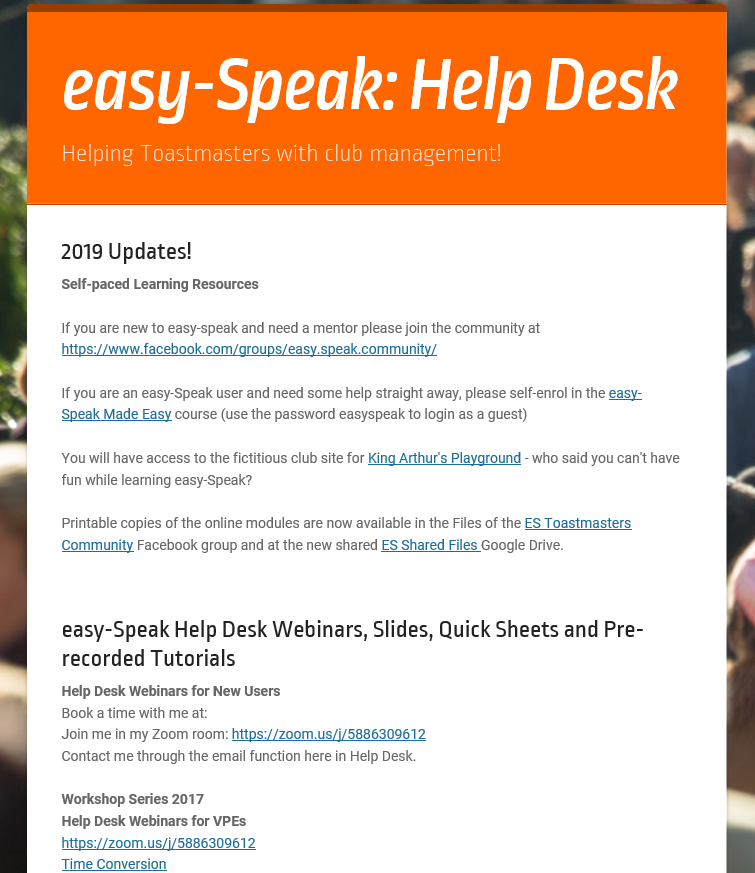 easy-Speak: Help Desk
Helping Toastmasters with club management!
2019 Updates!
Self-paced Learning Resources
If you are new to easy-speak and need a mentor please join the community at
https://www.facebook.com/groups/easy.speak.community/
If you are an easy-Speak user and need some help straight away, please self-enrol in the easy-
Speak Made Easy course (use the password easyspeak to login as a guest)
You will have access to the fictitious club site for King Arthur's Playground - who said you can't have
fun while learning easy-Speak?
Printable copies of the online modules are now available in the Files of the ES Toastmasters
Community Facebook group and at the new shared ES Shared Files Google Drive.
easy-Speak Help Desk Webinars, Slides, Quick Sheets and Pre-
recorded Tutorials
Help Desk Webinars for New Users
Book a time with me at:
Join me in my Zoom room: https://zoom.us/j/5886309612
Contact me through the email function here in Help Desk.
Workshop Series 2017
Help Desk Webinars for VPEs
https://zoom.us/j/5886309612
Time Conversion